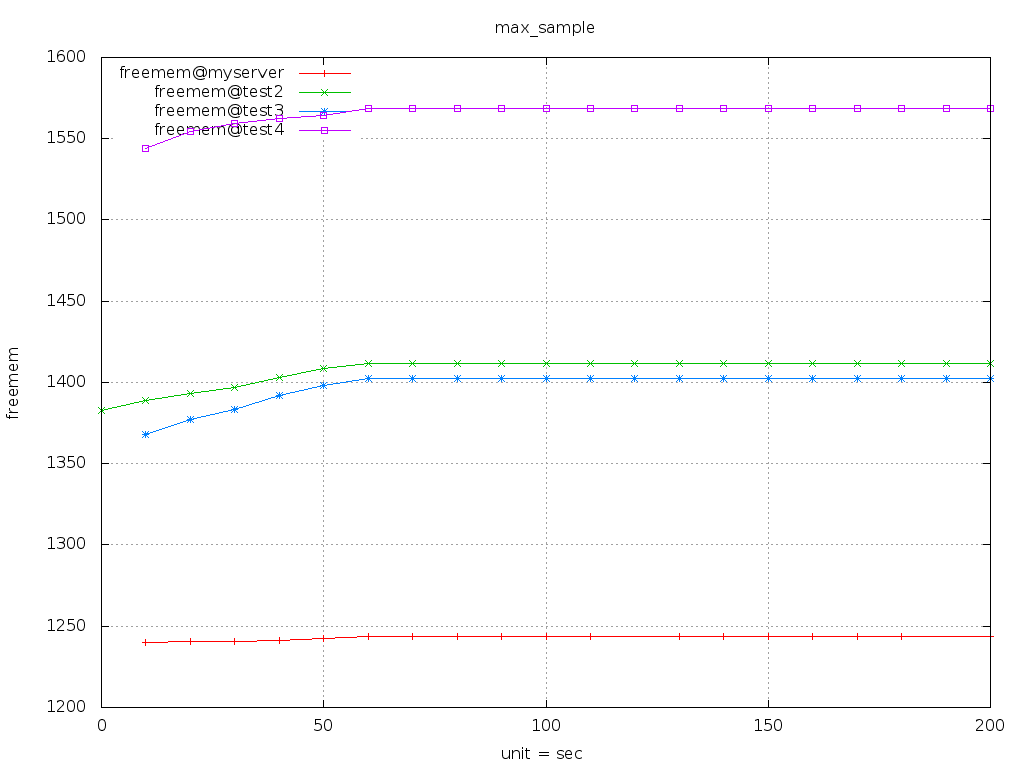 max_sample
1600
1550
1500
1450
1400
1350
1300
1250
1200
freemem
freemem@myserver
freemem@test2
freemem@test3
freemem@test4
0 50 100 150 200
unit = sec